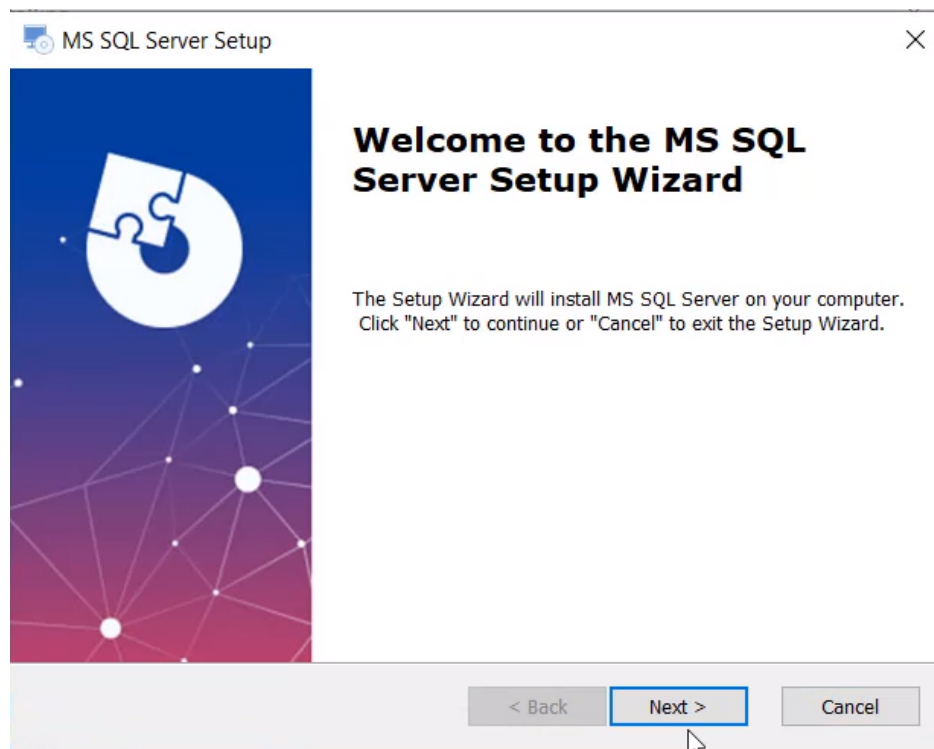 MS SQL Server Setup
Welcome to the MS SQL
Server Setup Wizard
The Setup Wizard will install MS SQL Server on your computer.
Click "Next" to continue or "Cancel" to exit the Setup Wizard.
< Back
Next >
Cancel